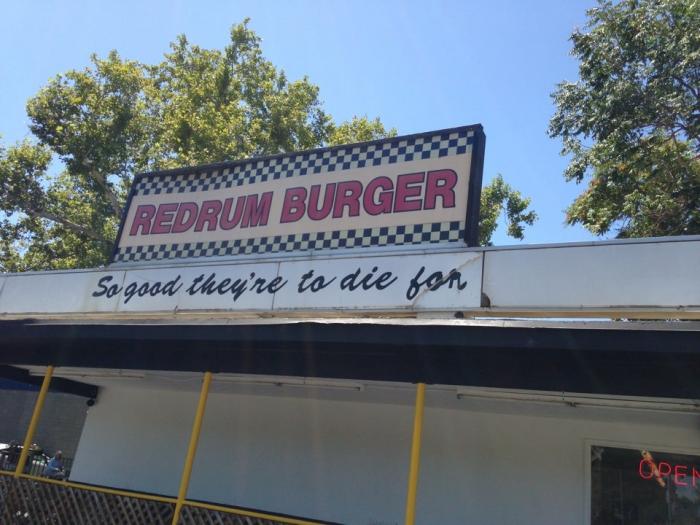 REDRUM BURGER
So good they're to die for
OPEN